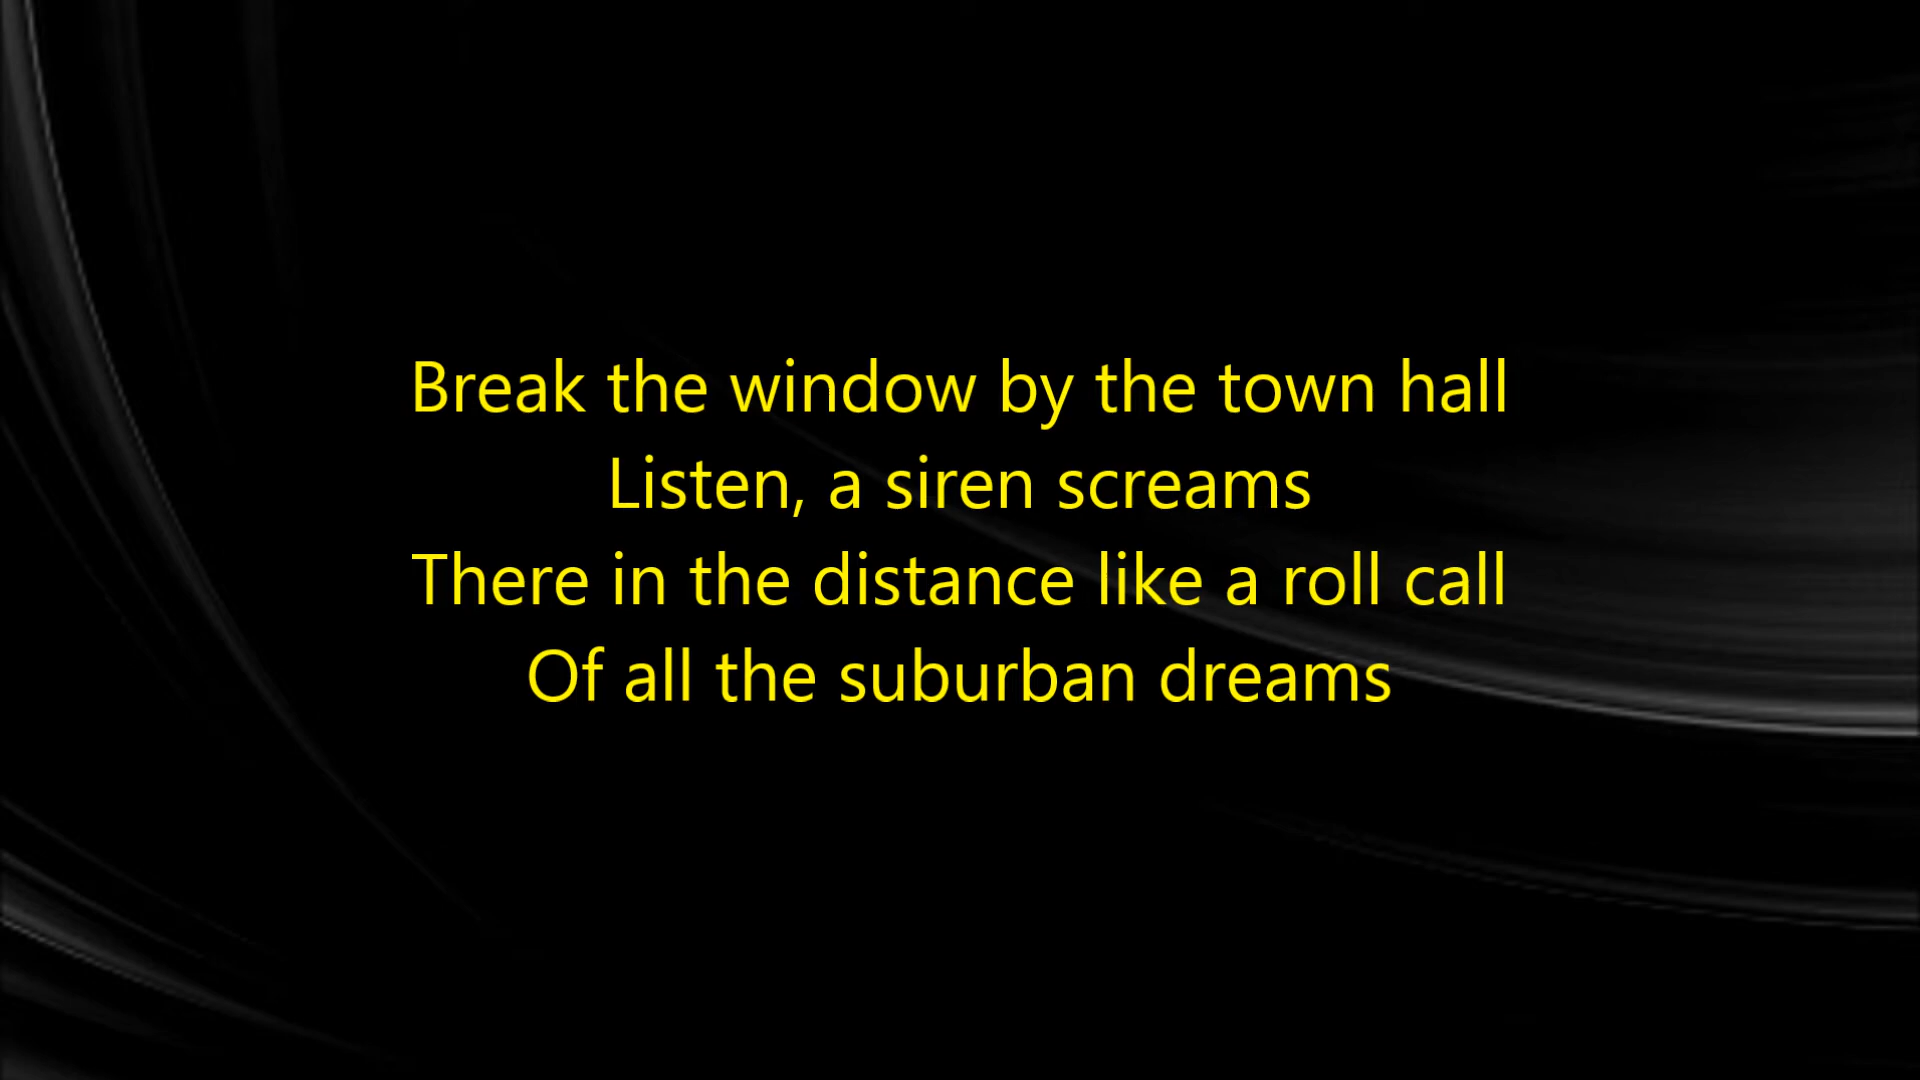 Break the window by the town hall
Listen, a siren screams
There in the distance like a roll call
Of all the suburban dreams